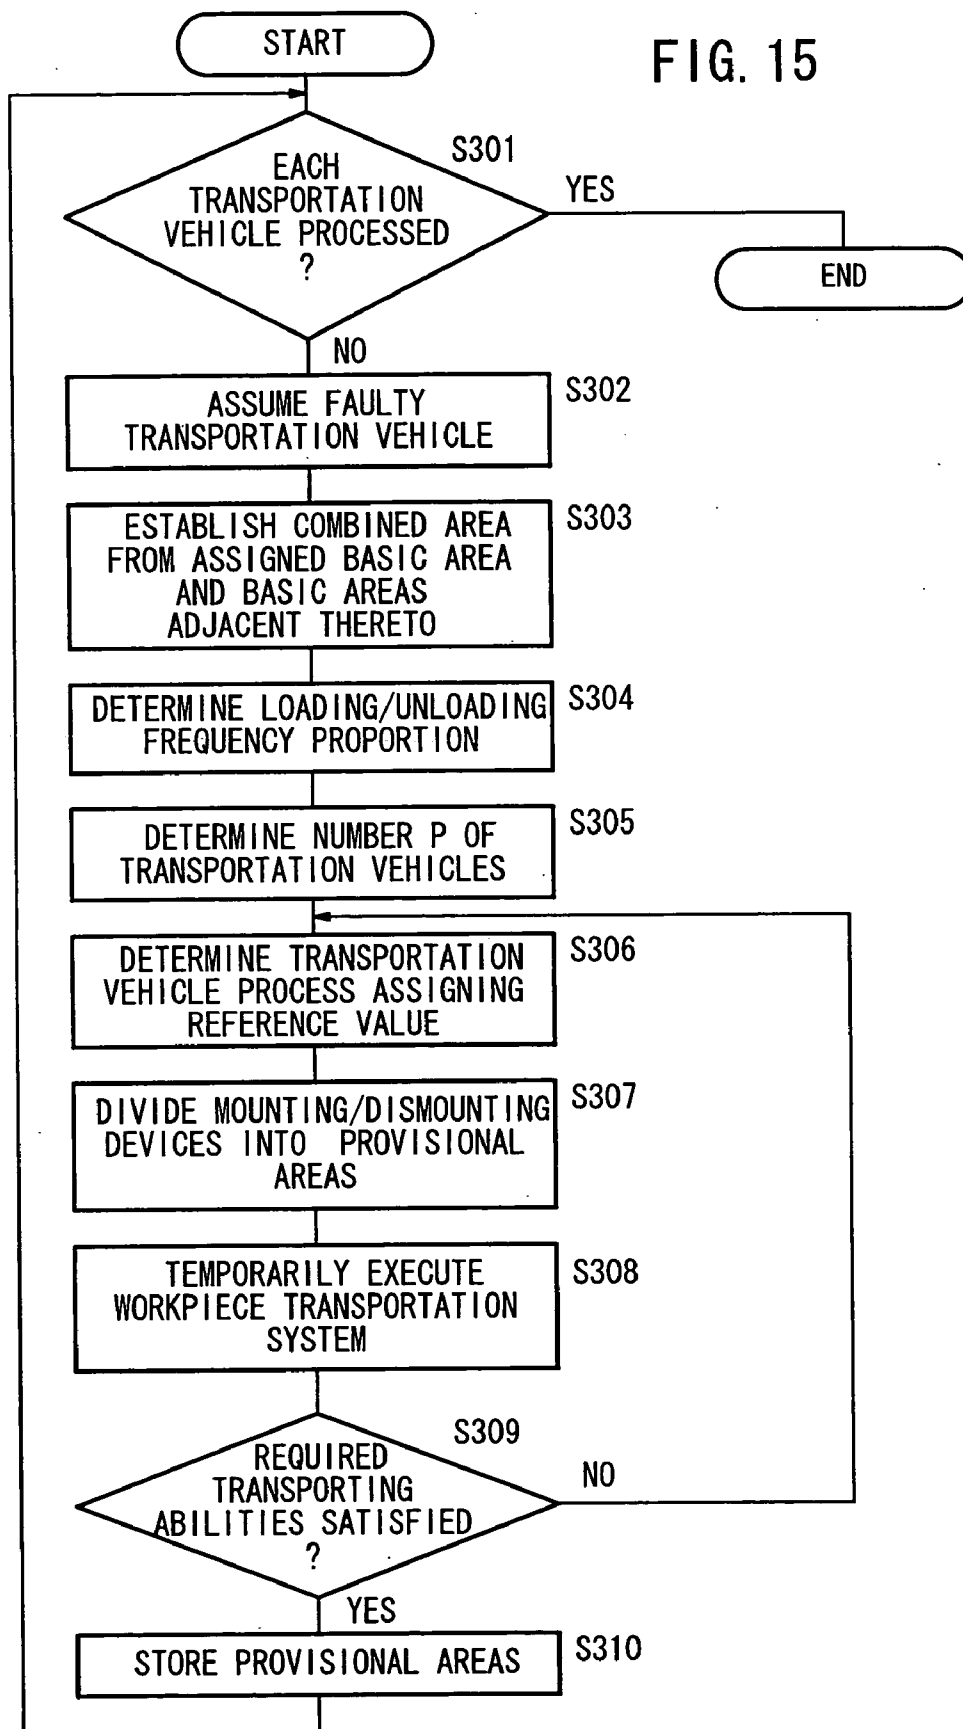 START
FIG. 15
S301
EACH
TRANSPORTATION
VEHICLE PROCESSED
?
YES
END
NO
S302
ASSUME FAULTY
TRANSPORTATION VEHICLE
S303
ESTABLISH COMBINED AREA
FROM ASSIGNED BASIC AREA
AND BASIC AREAS
ADJACENT THERETO
S304
DETERMINE LOADING/UNLOADING
FREQUENCY PROPORTION
S305
DETERMINE NUMBER P OF
TRANSPORTATION VEHICLES
S306
DETERMINE TRANSPORTATION
VEHICLE PROCESS ASSIGNING
REFERENCE VALUE
S307
DIVIDE MOUNTING/DISMOUNTING
DEVICES INTO PROVISIONAL
AREAS
S308
TEMPORARILY EXECUTE
WORKPIECE TRANSPORTATION
SYSTEM
S309
REQUIRED
TRANSPORTING
ABILITIES SATISFIED
?
NO
YES
S310
STORE PROVISIONAL AREAS